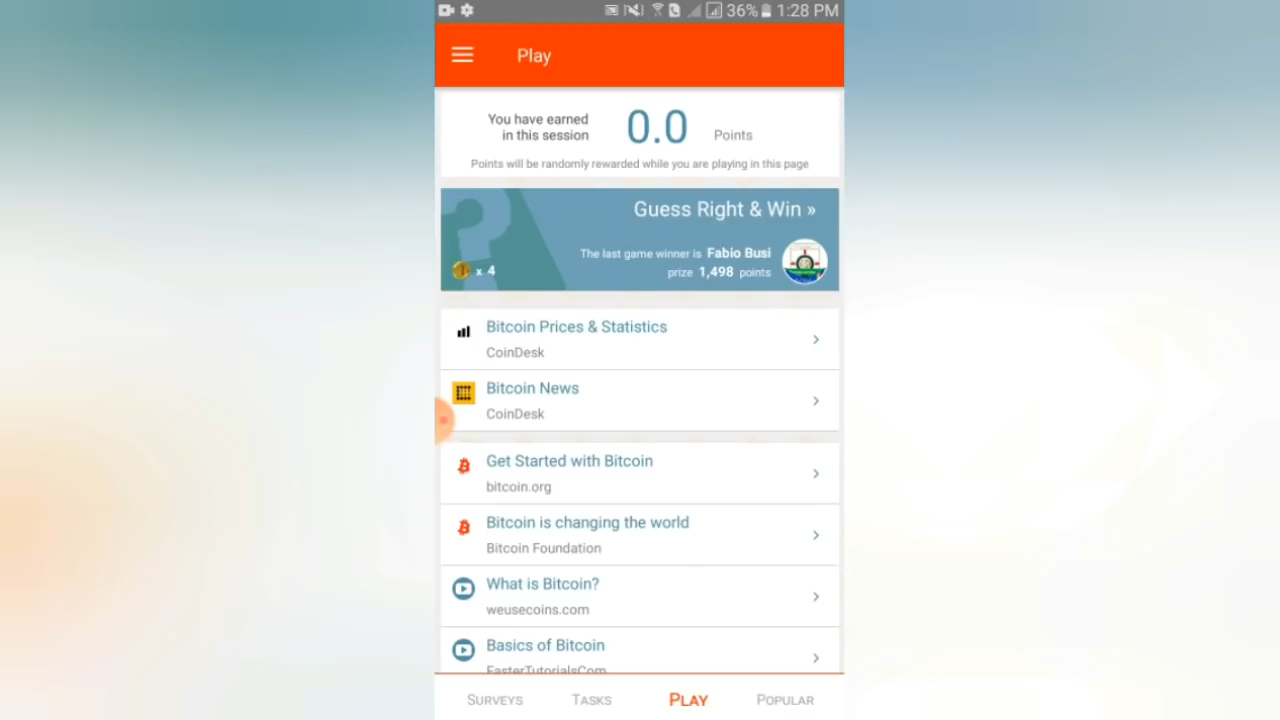 36% 1:28 PM
Play
You have earned
in this session
0.0 Points
Points will be randomly rewarded while you are playing in this page
Guess Right & Win »
The last game winner is Fabio Busi
prize 1,498 points
x 4
Bitcoin Prices & Statistics
CoinDesk
Bitcoin News
CoinDesk
Get Started with Bitcoin
bitcoin.org
Bitcoin is changing the world
Bitcoin Foundation
What is Bitcoin?
weusecoins.com
Basics of Bitcoin
FasterTutorialsCom
SURVEYS TASKS PLAY POPULAR